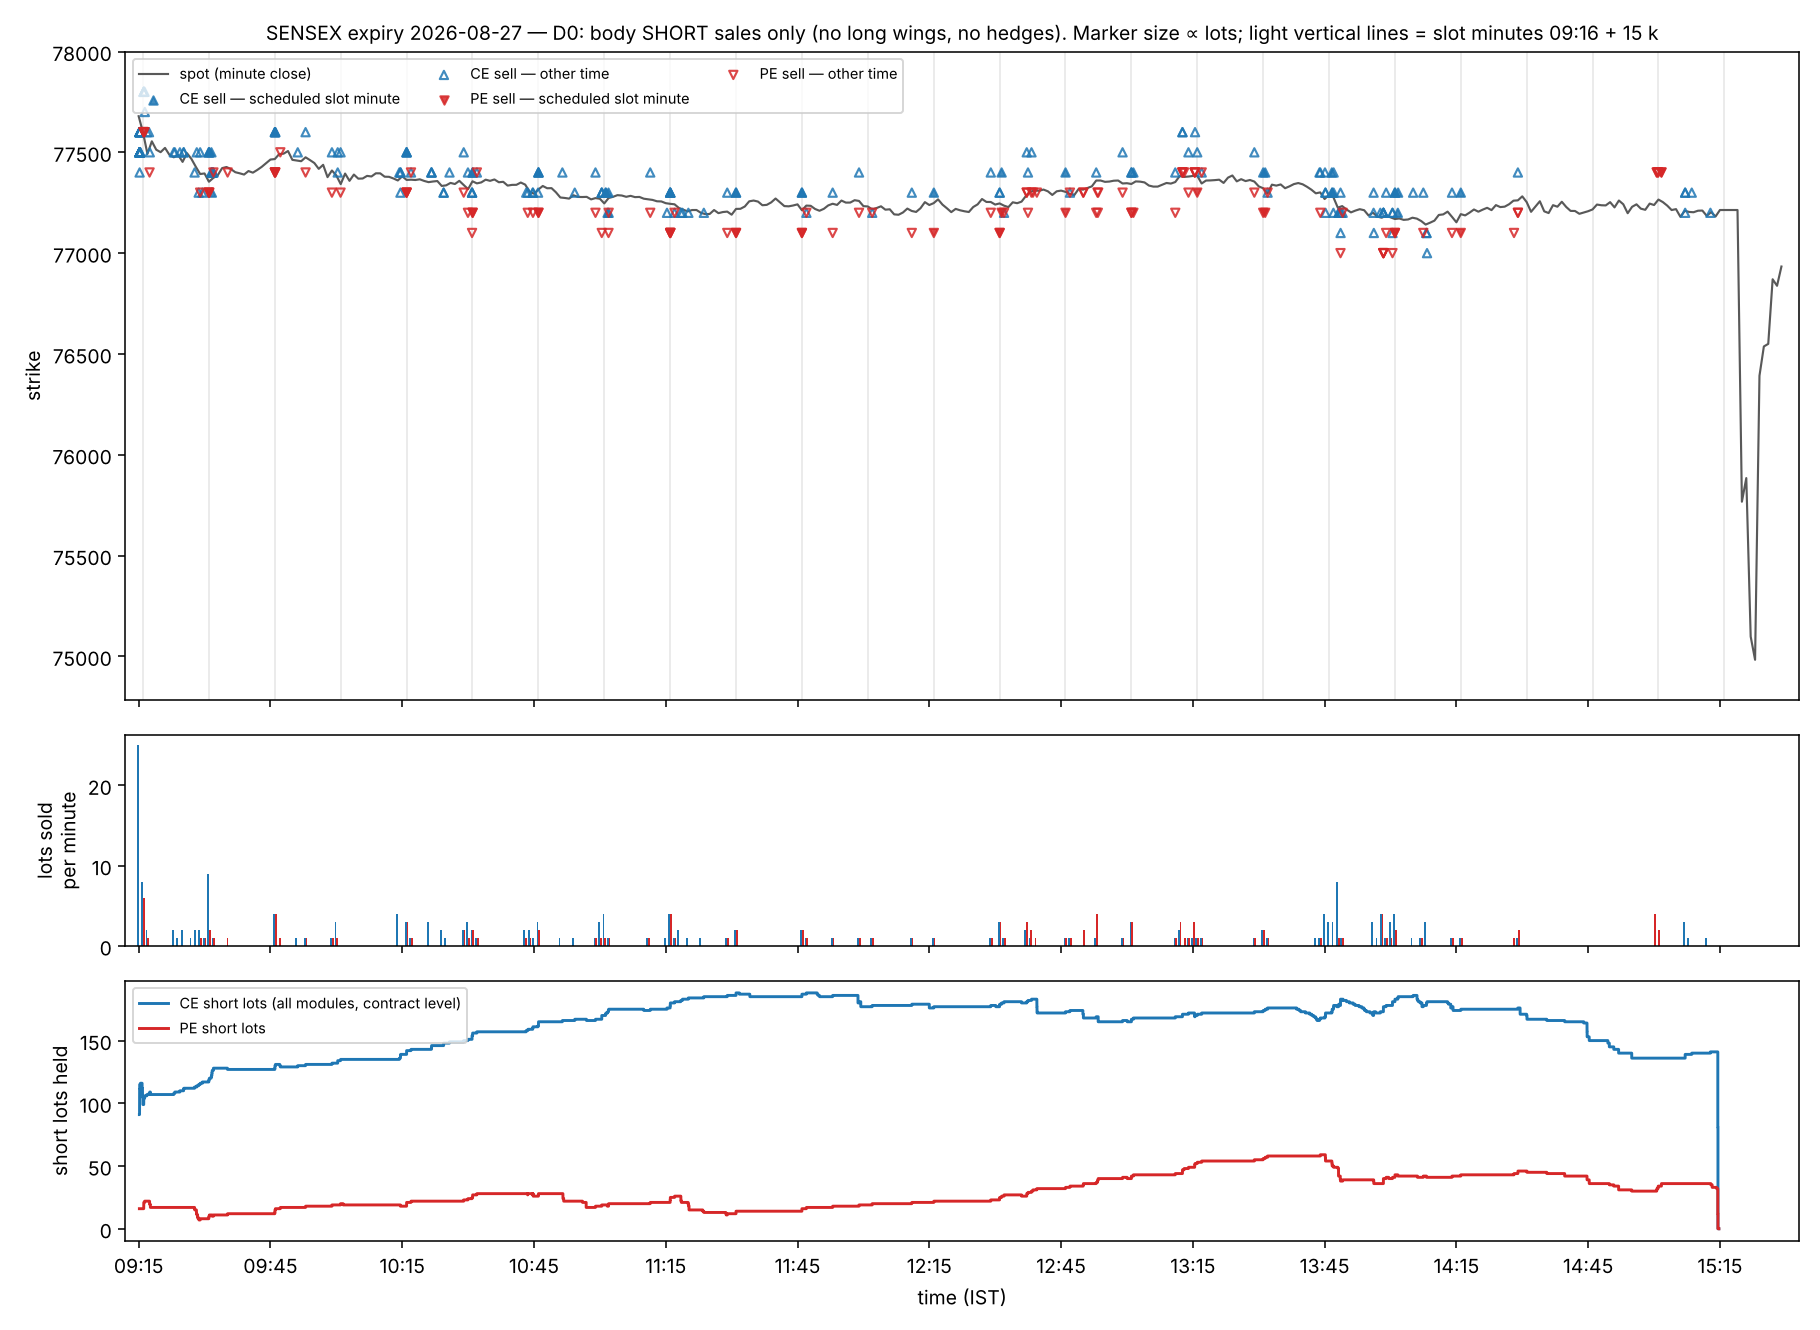 SENSEX expiry 2026-08-27 — D0: body SHORT sales only (no long wings, no hedges). Marker size ∝ lots; light vertical lines = slot minutes 09:16 + 15 k
78000
77500
77000
76500
76000
75500
75000
strike
spot (minute close)
CE sell — scheduled slot minute
CE sell — other time
PE sell — scheduled slot minute
PE sell — other time
20
10
0
lots sold
per minute
CE short lots (all modules, contract level)
PE short lots
150
100
50
0
short lots held
09:15 09:45 10:15 10:45 11:15 11:45 12:15 12:45 13:15 13:45 14:15 14:45 15:15
time (IST)